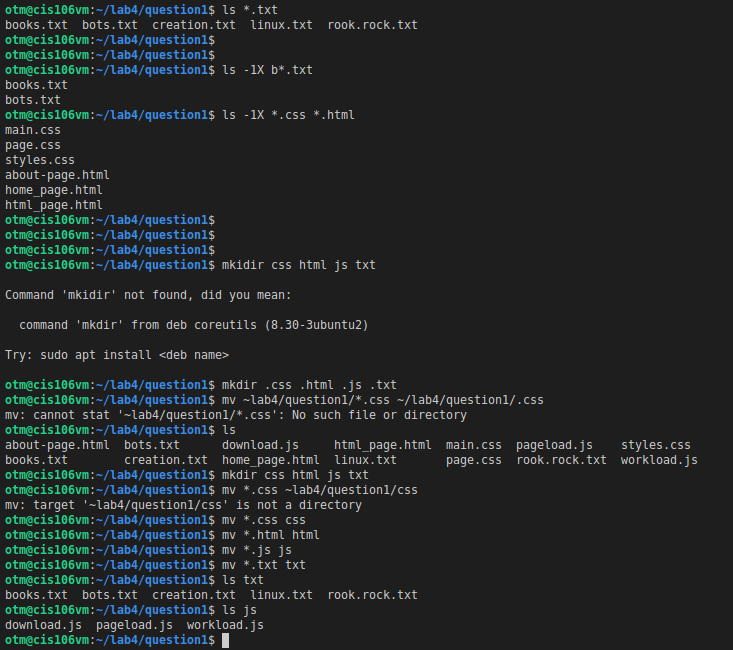 otm@cis106vm:~/lab4/question1$ ls *.txt
books.txt  bots.txt  creation.txt  linux.txt  rook.rock.txt
otm@cis106vm:~/lab4/question1$
otm@cis106vm:~/lab4/question1$
otm@cis106vm:~/lab4/question1$ ls -1X b*.txt
books.txt
bots.txt
otm@cis106vm:~/lab4/question1$ ls -1X *.css *.html
main.css
page.css
styles.css
about-page.html
home_page.html
html_page.html
otm@cis106vm:~/lab4/question1$
otm@cis106vm:~/lab4/question1$
otm@cis106vm:~/lab4/question1$
otm@cis106vm:~/lab4/question1$ mkidir css html js txt

Command 'mkidir' not found, did you mean:

  command 'mkdir' from deb coreutils (8.30-3ubuntu2)

Try: sudo apt install <deb name>

otm@cis106vm:~/lab4/question1$ mkdir .css .html .js .txt
otm@cis106vm:~/lab4/question1$ mv ~lab4/question1/*.css ~/lab4/question1/.css
mv: cannot stat '~lab4/question1/*.css': No such file or directory
otm@cis106vm:~/lab4/question1$ ls
about-page.html  bots.txt      download.js     html_page.html  main.css  pageload.js    styles.css
books.txt        creation.txt  home_page.html  linux.txt       page.css  rook.rock.txt  workload.js
otm@cis106vm:~/lab4/question1$ mkdir css html js txt
otm@cis106vm:~/lab4/question1$ mv *.css ~lab4/question1/css
mv: target '~lab4/question1/css' is not a directory
otm@cis106vm:~/lab4/question1$ mv *.css css
otm@cis106vm:~/lab4/question1$ mv *.html html
otm@cis106vm:~/lab4/question1$ mv *.js js
otm@cis106vm:~/lab4/question1$ mv *.txt txt
otm@cis106vm:~/lab4/question1$ ls txt
books.txt  bots.txt  creation.txt  linux.txt  rook.rock.txt
otm@cis106vm:~/lab4/question1$ ls js
download.js  pageload.js  workload.js
otm@cis106vm:~/lab4/question1$